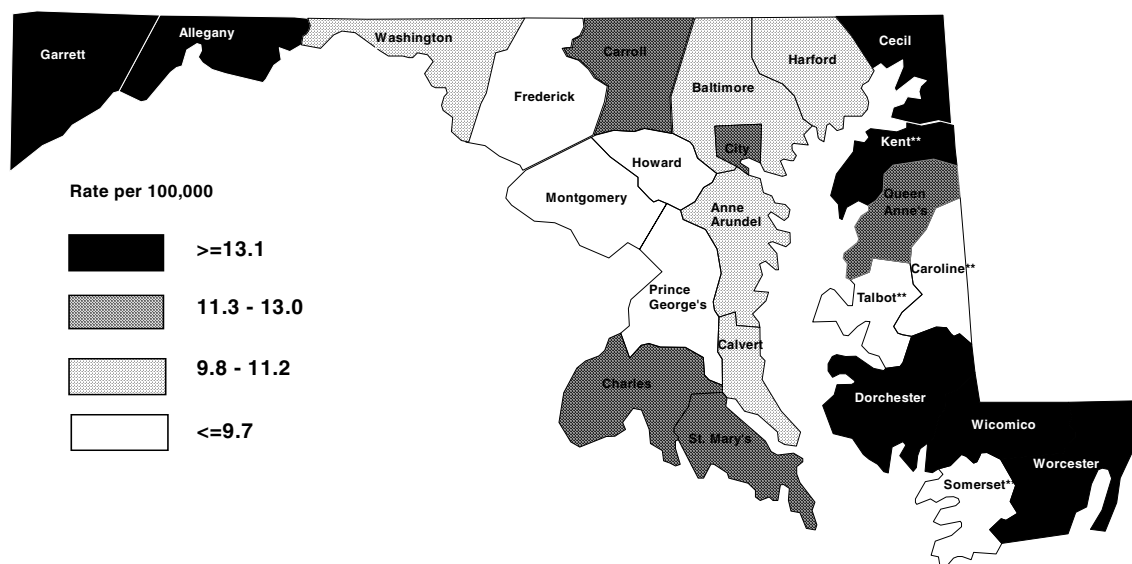 Garrett
Allegany
Washington
Frederick
Carroll
Baltimore
City
Harford
Cecil
Kent**
Howard
Montgomery
Queen
Anne's
Anne
Arundel
Caroline**
Talbot**
Prince
George's
Calvert
Charles
St. Mary's
Dorchester
Wicomico
Worcester
Somerset**
Rate per 100,000
>=13.1
11.3 - 13.0
9.8 - 11.2
<=9.7